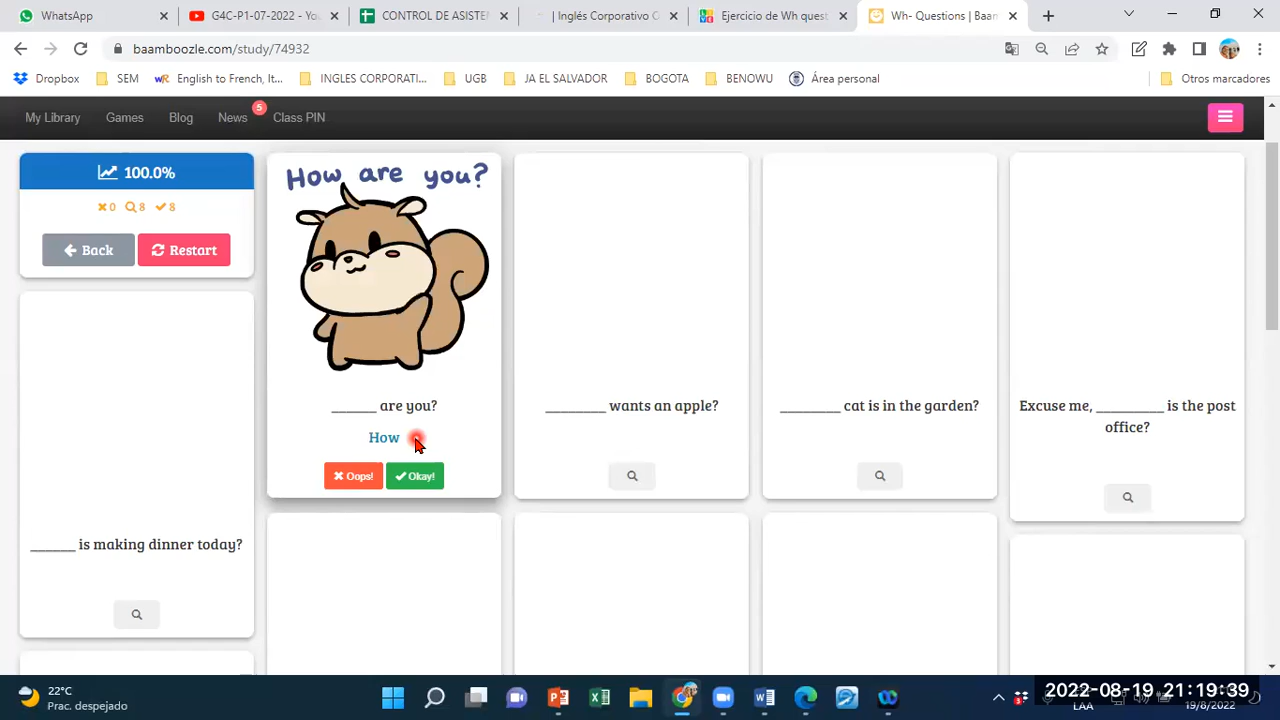 WhatsApp
G4C-P1-07-2022 - Yo
CONTROL DE ASISTE
| Inglés Corporativo G
Ejercicio de Wh quest
Wh- Questions | Baam
baamboozle.com/study/74932
Dropbox
SEM
English to French, It...
INGLES CORPORATI...
UGB
JA EL SALVADOR
BOGOTA
BENOWU
Área personal
Otros marcadores
My Library
Games
Blog
News
5
Class PIN
100.0%
0 8 8
Back
Restart
How are you?
______ are you?
How
Oops!
Okay!
________ wants an apple?
________ cat is in the garden?
Excuse me, _________ is the post
office?
______ is making dinner today?
22°C
Prac. despejado
3
LAA
2022-08-19 21:19:39
19/8/2022